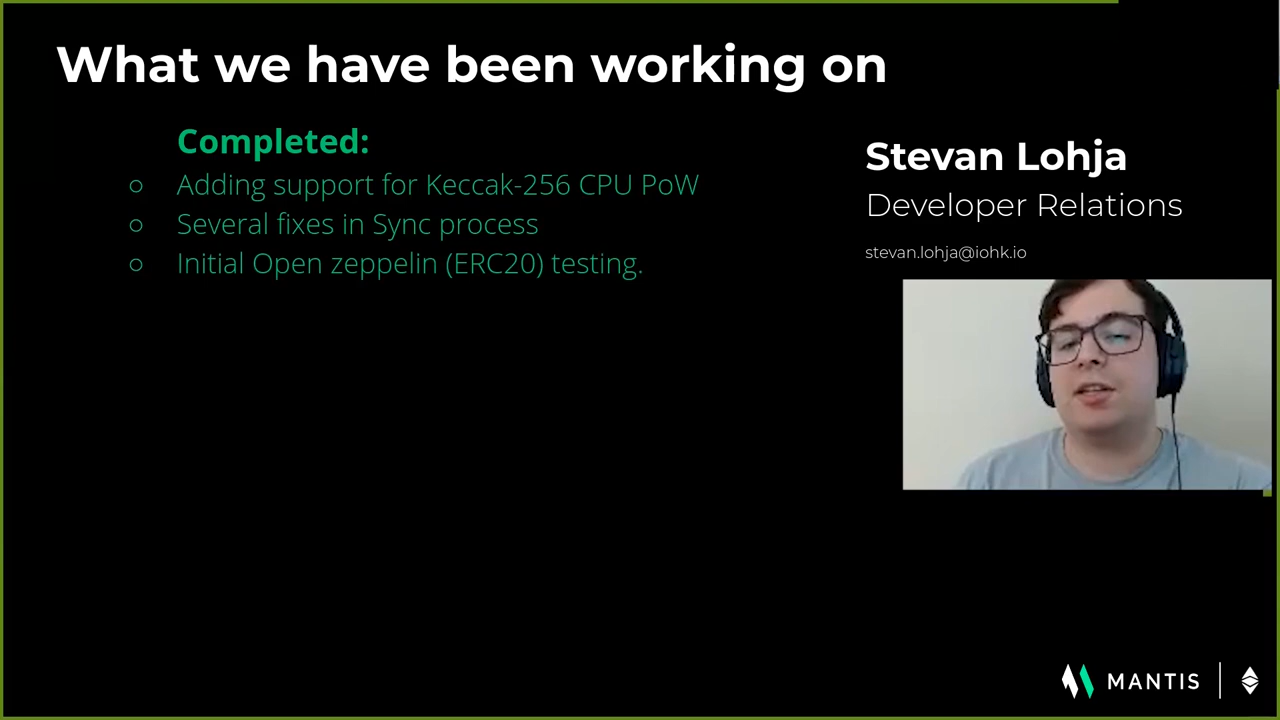 What we have been working on
Completed:
Adding support for Keccak-256 CPU PoW
Several fixes in Sync process
Initial Open zeppelin (ERC20) testing.
Stevan Lohja
Developer Relations
stevan.lohja@iohk.io
MANTIS